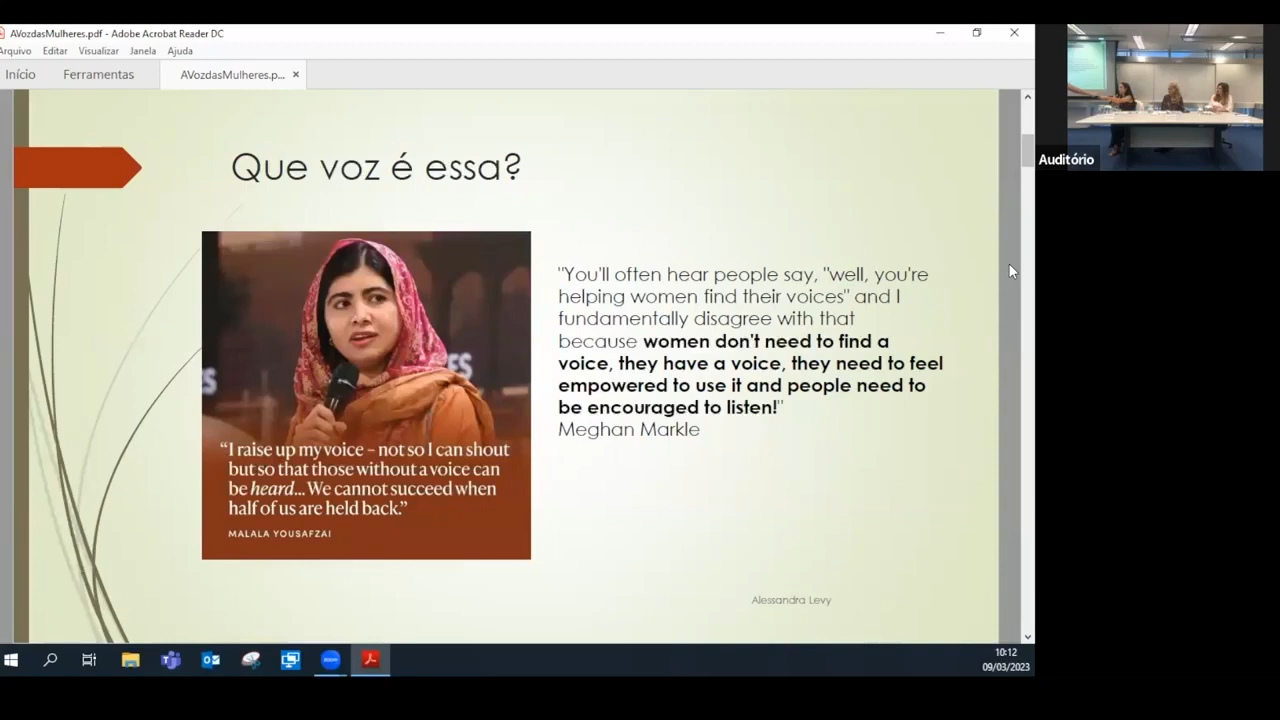 AVozdasMulheres.pdf - Adobe Acrobat Reader DC
Arquivo Editar Visualizar Janela Ajuda
Início Ferramentas AVozdasMulheres.p... ×
Que voz é essa?
ES
S
“I raise up my voice – not so I can shout
but so that those without a voice can
be heard... We cannot succeed when
half of us are held back.”
MALALA YOUSAFZAI
"You'll often hear people say, "well, you're
helping women find their voices" and I
fundamentally disagree with that
because women don't need to find a
voice, they have a voice, they need to feel
empowered to use it and people need to
be encouraged to listen!"
Meghan Markle
Alessandra Levy
Auditório
zoom
10:12
09/03/2023